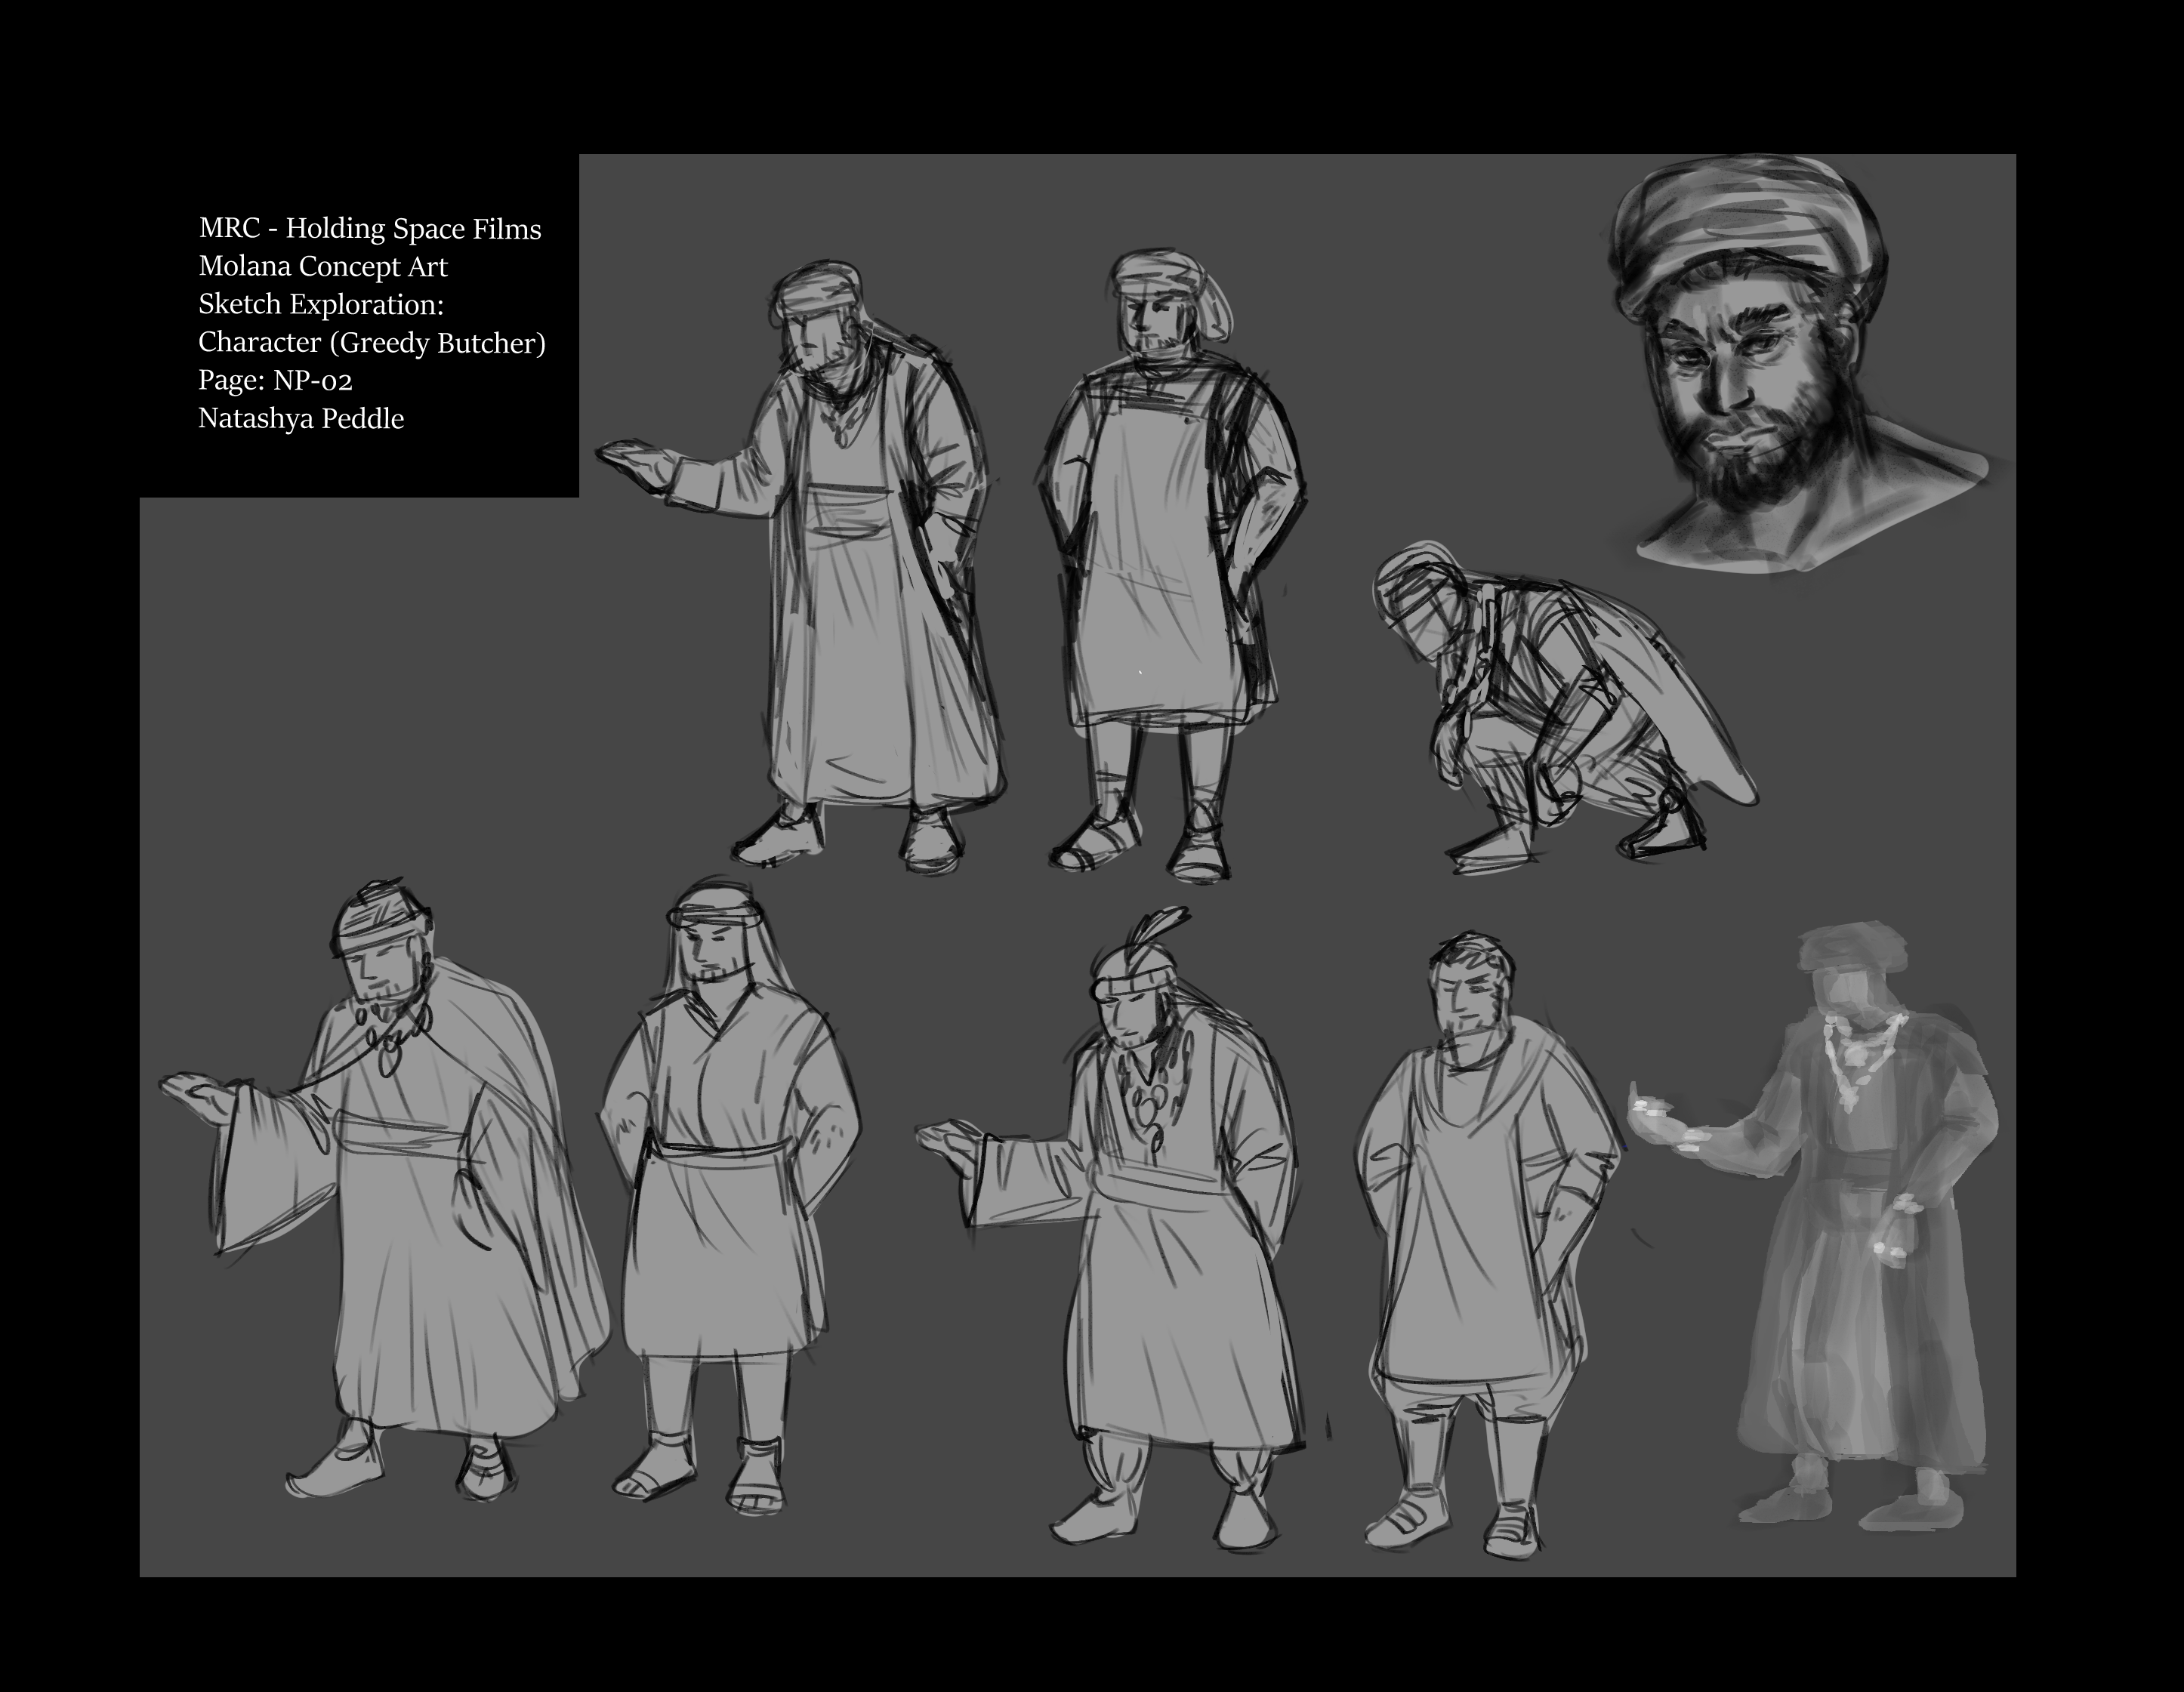 MRC - Holding Space Films
Molana Concept Art
Sketch Exploration:
Character (Greedy Butcher)
Page: NP-02
Natashya Peddle